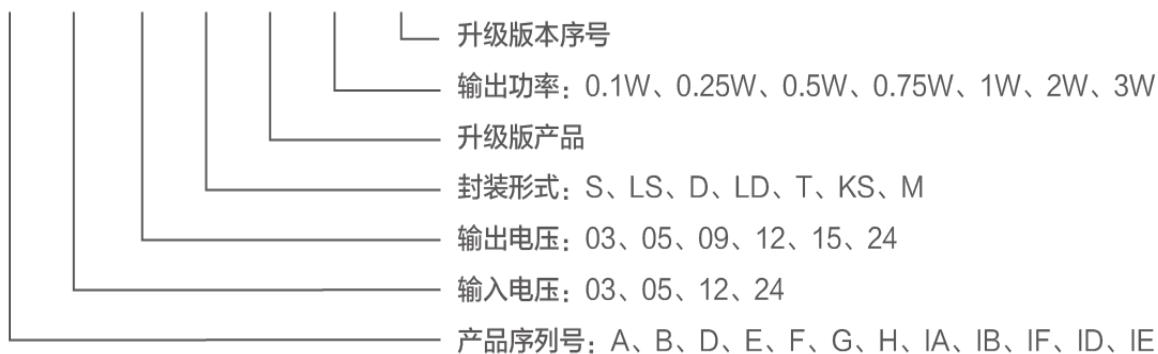 升级版本序号
输出功率：0.1W、0.25W、0.5W、0.75W、1W、2W、3W
升级版产品
封装形式：S、LS、D、LD、T、KS、M
输出电压：03、05、09、12、15、24
输入电压：03、05、12、24
产品序列号：A、B、D、E、F、G、H、IA、IB、IF、ID、IE